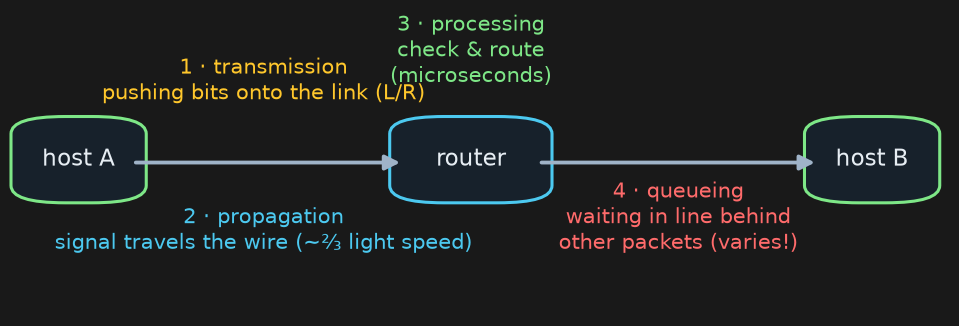 3 · processing
check & route
(microseconds)
1 · transmission
pushing bits onto the link (L/R)
host A
router
host B
2 · propagation
signal travels the wire (~⅔ light speed)
4 · queueing
waiting in line behind
other packets (varies!)